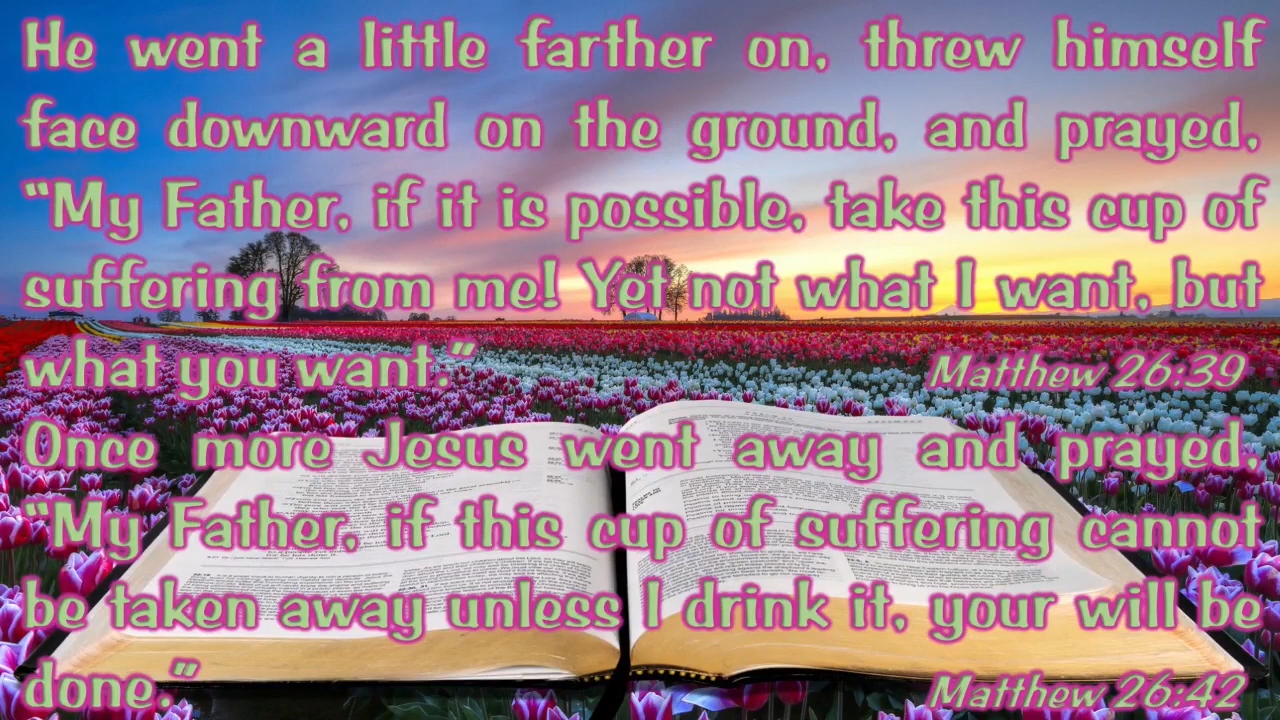 He went a little farther on, threw himself
face downward on the ground, and prayed,
“My Father, if it is possible, take this cup of
suffering from me! Yet not what I want, but
what you want.” Matthew 26:39
Once more Jesus went away and prayed,
“My Father, if this cup of suffering cannot
be taken away unless I drink it, your will be
done.” Matthew 26:42